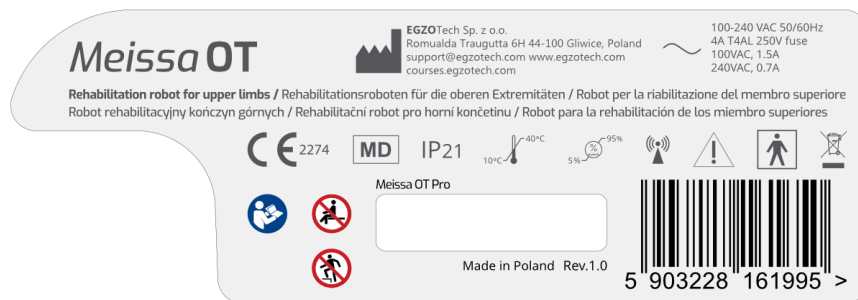 Meissa OT
EGZOTech Sp. z o.o.
Romualda Traugutta 6H 44-100 Gliwice, Poland
support@egzotech.com www.egzotech.com
courses.egzotech.com
100-240 VAC 50/60Hz
4A T4AL 250V fuse
100VAC, 1.5A
240VAC, 0.7A
Rehabilitation robot for upper limbs / Rehabilitationsroboten für die oberen Extremitäten / Robot per la riabilitazione del membro superiore
Robot rehabilitacyjny kończyn górnych / Rehabilitační robot pro horní končetinu / Robot para la rehabilitación de los miembro superiores
CE 2274 MD IP21 10°C 40°C 5% % 95%
Meissa OT Pro
Made in Poland Rev.1.0
5 903228 161995 >